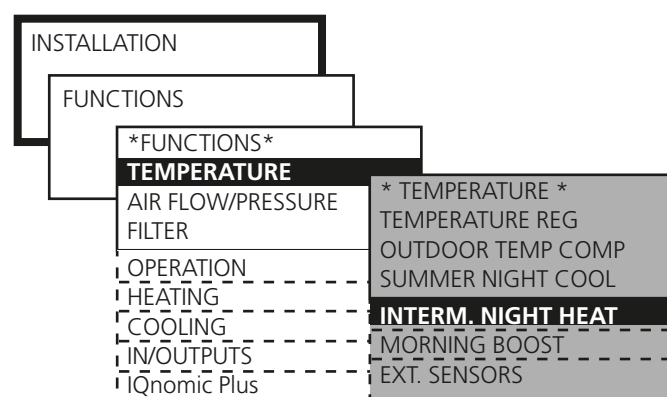 INSTALLATION
FUNCTIONS
*FUNCTIONS*
TEMPERATURE
AIR FLOW/PRESSURE
FILTER
OPERATION
HEATING
COOLING
IN/OUTPUTS
IQnomic Plus
* TEMPERATURE *
TEMPERATURE REG
OUTDOOR TEMP COMP
SUMMER NIGHT COOL
INTERM. NIGHT HEAT
MORNING BOOST
EXT. SENSORS